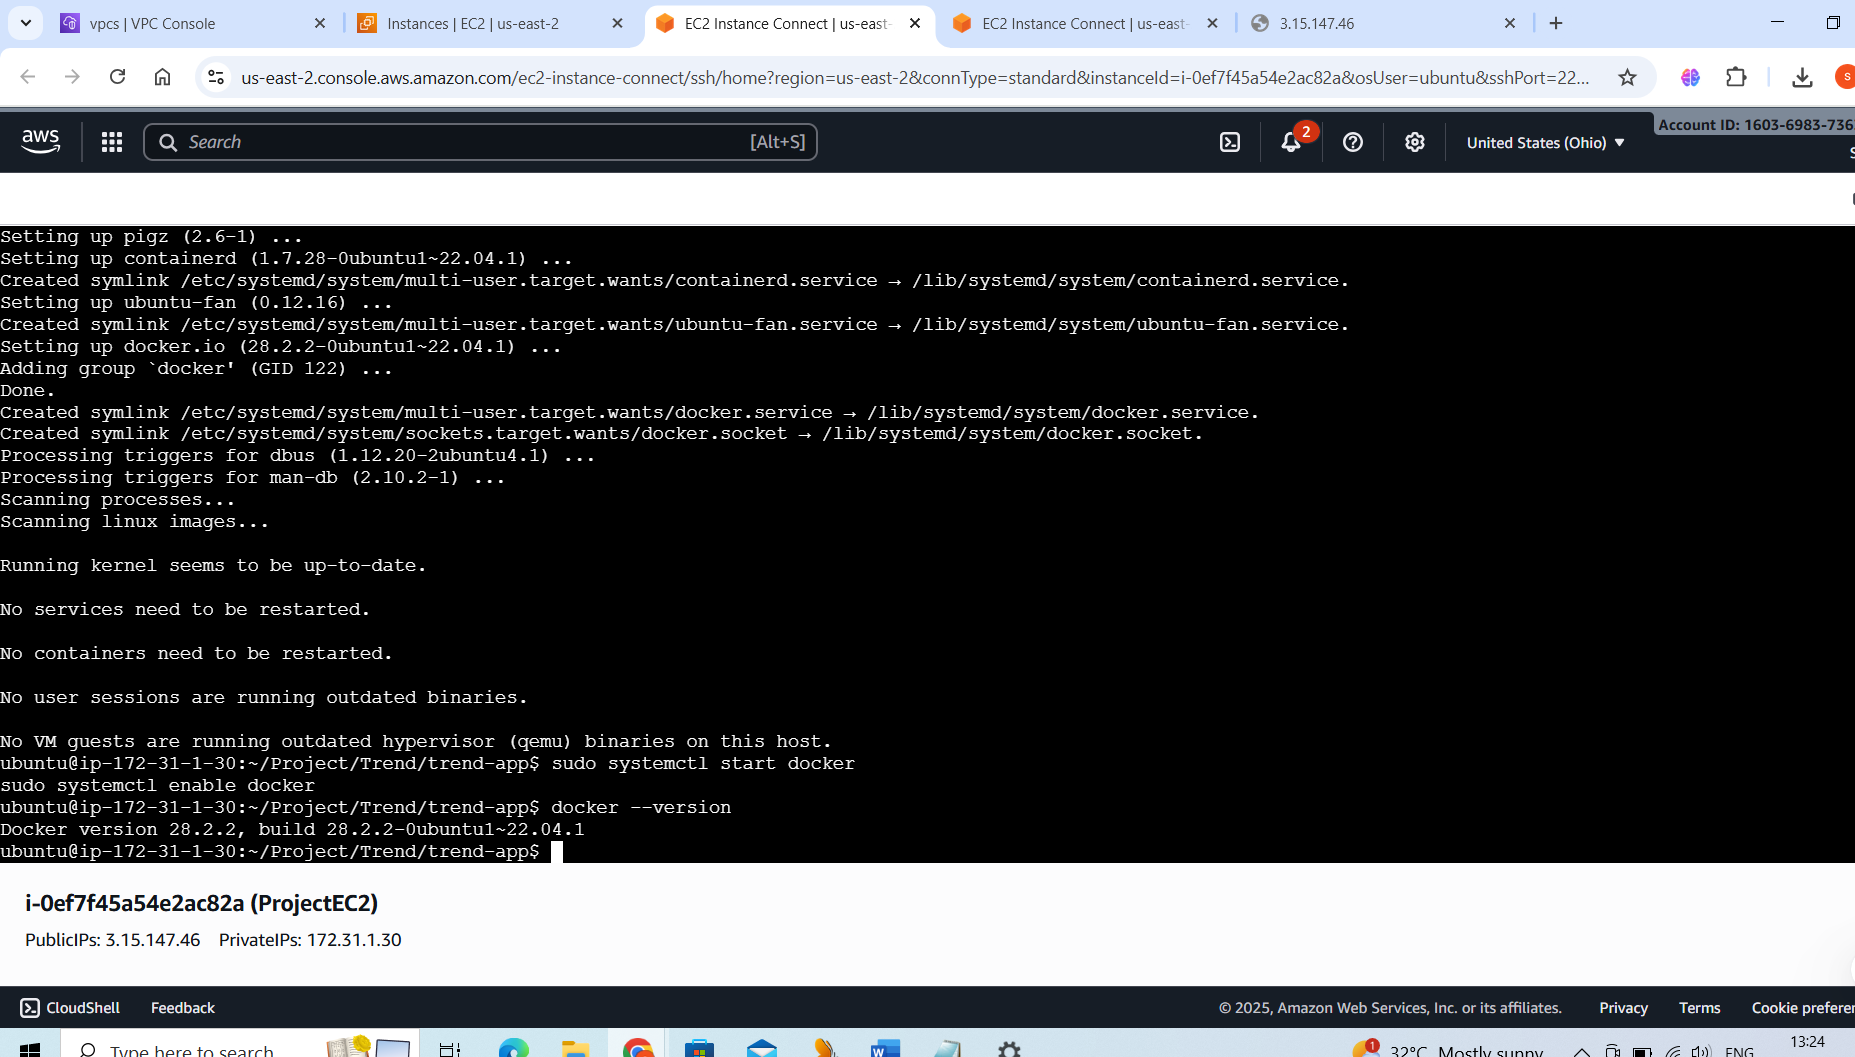 vpcs | VPC Console
Instances | EC2 | us-east-2
EC2 Instance Connect | us-east-
EC2 Instance Connect | us-east-
3.15.147.46
us-east-2.console.aws.amazon.com/ec2-instance-connect/ssh/home?region=us-east-2&connType=standard&instanceId=i-0ef7f45a54e2ac82a&osUser=ubuntu&sshPort=22...
S
aws
Search
[Alt+S]
2
United States (Ohio)
Account ID: 1603-6983-736
Setting up pigz (2.6-1) ...
Setting up containerd (1.7.28-0ubuntu1~22.04.1) ...
Created symlink /etc/systemd/system/multi-user.target.wants/containerd.service → /lib/systemd/system/containerd.service.
Setting up ubuntu-fan (0.12.16) ...
Created symlink /etc/systemd/system/multi-user.target.wants/ubuntu-fan.service → /lib/systemd/system/ubuntu-fan.service.
Setting up docker.io (28.2.2-0ubuntu1~22.04.1) ...
Adding group `docker' (GID 122) ...
Done.
Created symlink /etc/systemd/system/multi-user.target.wants/docker.service → /lib/systemd/system/docker.service.
Created symlink /etc/systemd/system/sockets.target.wants/docker.socket → /lib/systemd/system/docker.socket.
Processing triggers for dbus (1.12.20-2ubuntu4.1) ...
Processing triggers for man-db (2.10.2-1) ...
Scanning processes...
Scanning linux images...
Running kernel seems to be up-to-date.
No services need to be restarted.
No containers need to be restarted.
No user sessions are running outdated binaries.
No VM guests are running outdated hypervisor (qemu) binaries on this host.
ubuntu@ip-172-31-1-30:~/Project/Trend/trend-app$ sudo systemctl start docker
sudo systemctl enable docker
ubuntu@ip-172-31-1-30:~/Project/Trend/trend-app$ docker --version
Docker version 28.2.2, build 28.2.2-0ubuntu1~22.04.1
ubuntu@ip-172-31-1-30:~/Project/Trend/trend-app$
i-0ef7f45a54e2ac82a (ProjectEC2)
PublicIPs: 3.15.147.46 PrivateIPs: 172.31.1.30
CloudShell
Feedback
© 2025, Amazon Web Services, Inc. or its affiliates.
Privacy
Terms
Cookie preferen
Type here to search
W
1
32°C Mostly sunny
ENG
13:24